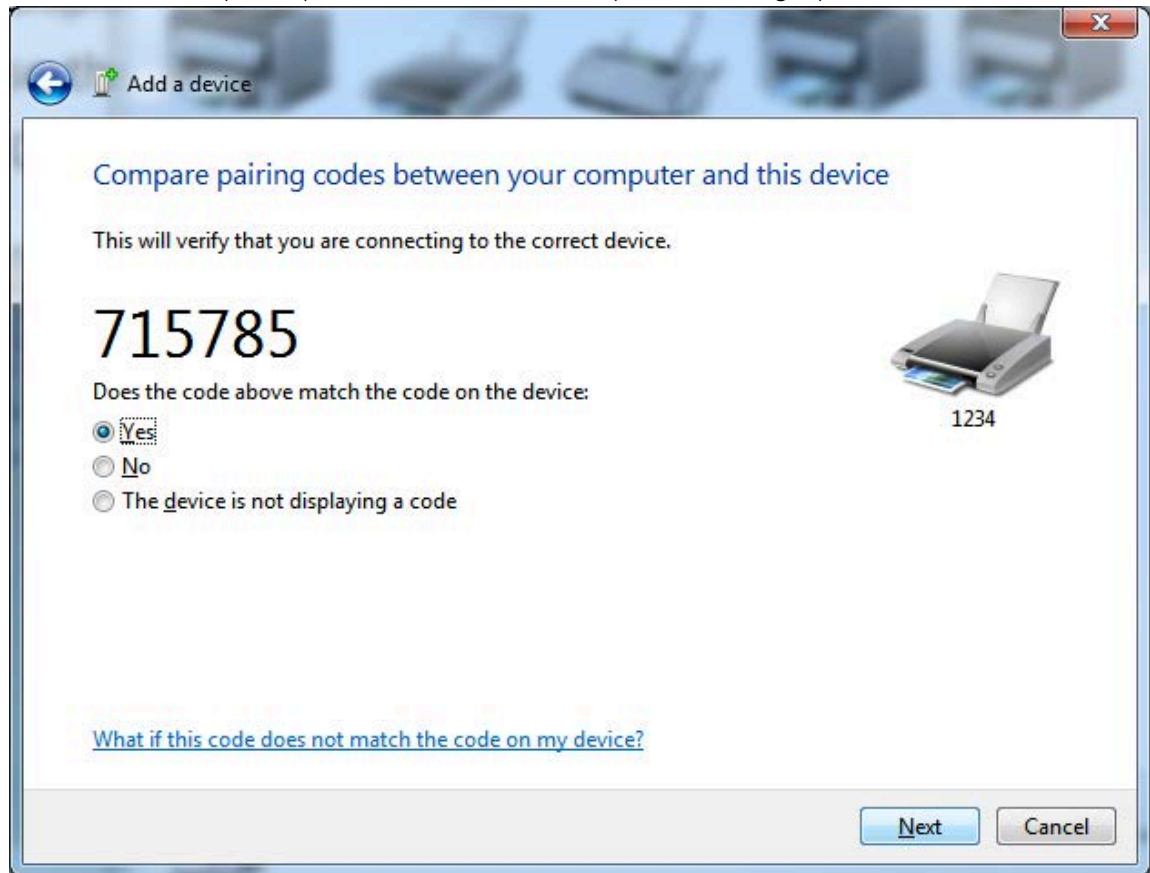 Add a device
Compare pairing codes between your computer and this device
This will verify that you are connecting to the correct device.
715785
Does the code above match the code on the device:
Yes
No
The device is not displaying a code
1234
What if this code does not match the code on my device?
Next
Cancel